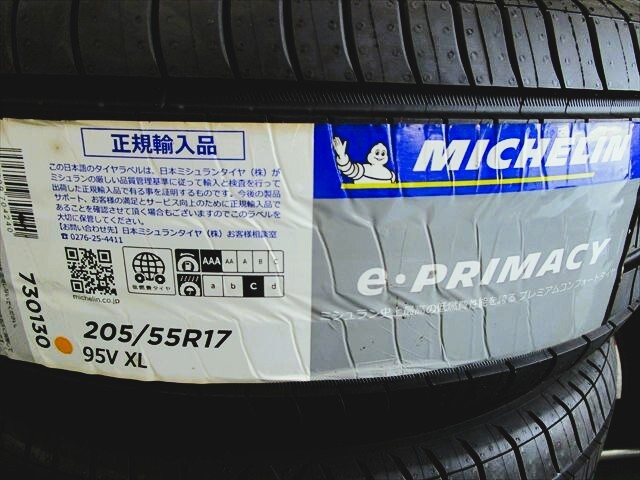 正規輸入品
この日本語のタイヤラベルは、日本ミシュランタイヤ(株)が
ミシュランの厳しい品質管理基準に従って輸入と検査を行って
出荷した正規輸入品で有る事を証明するものです。今後の製品
サポート、お客様の満足とサービス向上のために正規輸入品で
あることを確認させて頂く場合もございますのでこのラベルを
大切に保管してください。
【お問い合わせ先】日本ミシュランタイヤ(株)お客様相談室
☎ 0276-25-4411
michelin.co.jp
低燃費タイヤ
AAA AA A B C
a b c d
730130
205/55R17
95V XL
MICHELIN
e·PRIMACY
ミシュラン史上最高の低燃費性能を誇る プレミアムコンフォートタイヤ